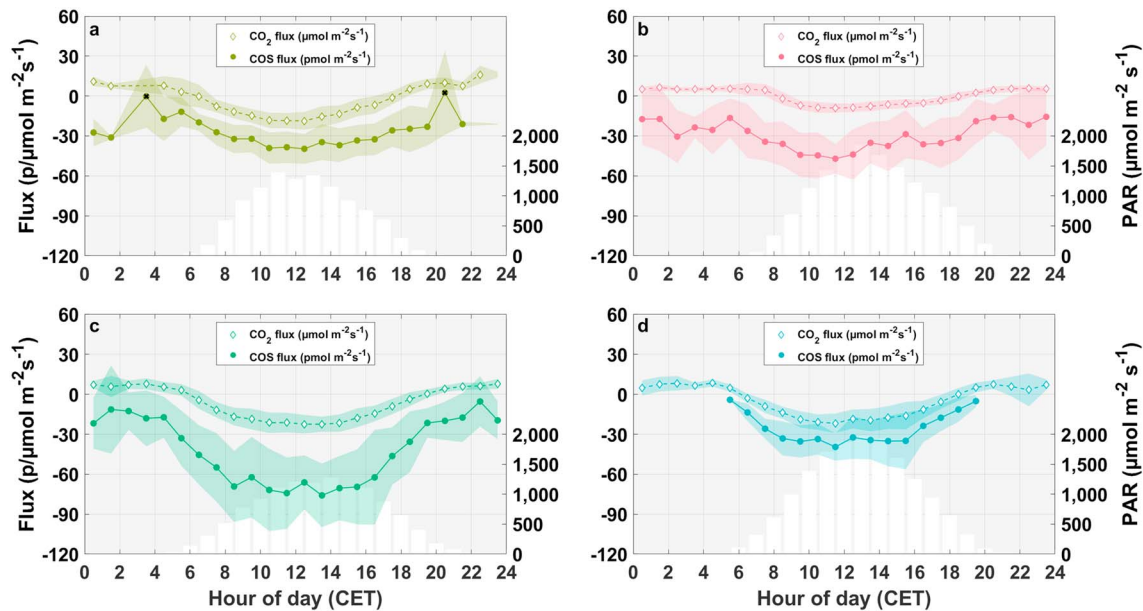 a
CO2 flux (μmol m-2s-1)
COS flux (pmol m-2s-1)
60
30
0
-30
-60
-90
-120
Flux (p/μmol m-2s-1)
2,000
1,500
1,000
500
0
0 2 4 6 8 10 12 14 16 18 20 22 24
b
CO2 flux (μmol m-2s-1)
COS flux (pmol m-2s-1)
60
30
0
-30
-60
-90
-120
2,000
1,500
1,000
500
0
PAR (μmol m-2 s-1)
0 2 4 6 8 10 12 14 16 18 20 22 24
c
CO2 flux (μmol m-2s-1)
COS flux (pmol m-2s-1)
60
30
0
-30
-60
-90
-120
Flux (p/μmol m-2s-1)
2,000
1,500
1,000
500
0
0 2 4 6 8 10 12 14 16 18 20 22 24
Hour of day (CET)
d
CO2 flux (μmol m-2s-1)
COS flux (pmol m-2s-1)
60
30
0
-30
-60
-90
-120
2,000
1,500
1,000
500
0
PAR (μmol m-2 s-1)
0 2 4 6 8 10 12 14 16 18 20 22 24
Hour of day (CET)